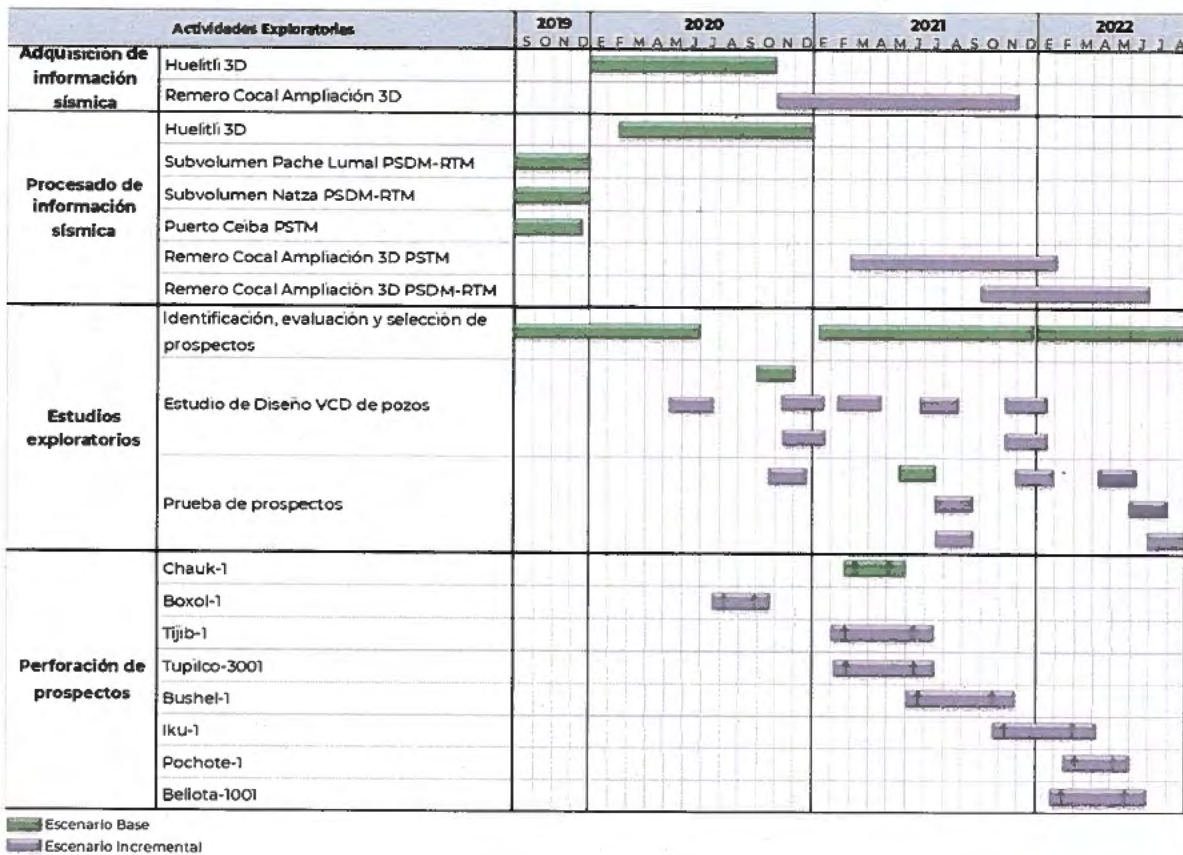 Actividades Exploratorias 2019 2020 2021 2022
S O N D E F M A M J J A S O N D E F M A M J J A S O N D E F M A M J J A
Adquisición de información sísmica
Huelitli 3D
Remero Cocal Ampliación 3D
Procesado de información sísmica
Huelitli 3D
Subvolumen Pache Lumal PSDM-RTM
Subvolumen Natza PSDM-RTM
Puerto Ceiba PSTM
Remero Cocal Ampliación 3D PSTM
Remero Cocal Ampliación 3D PSDM-RTM
Estudios exploratorios
Identificación, evaluación y selección de prospectos
Estudio de Diseño VCD de pozos
Prueba de prospectos
Perforación de prospectos
Chauk-1
Boxol-1
Tijib-1
Tupilco-3001
Bushel-1
Iku-1
Pochote-1
Bellota-1001
Escenario Base
Escenario Incremental